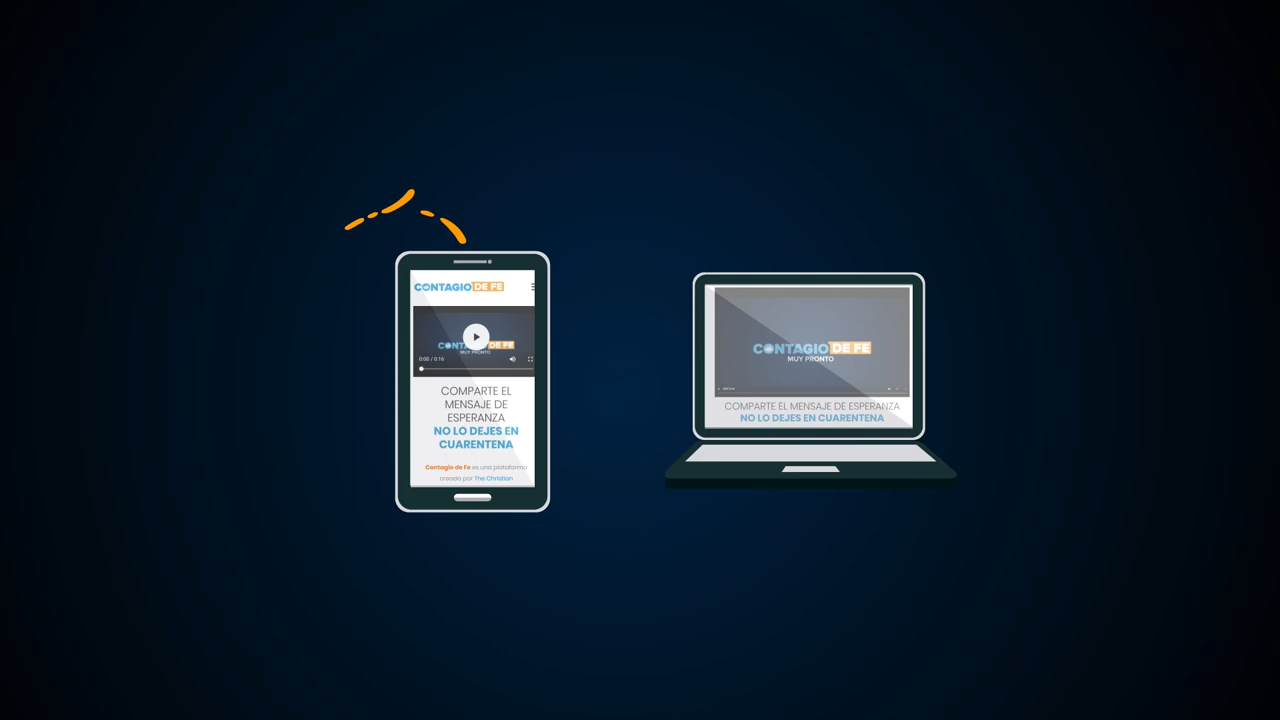 CONTAGIO DE FE
CONTAGIO DE FE
MUY PRONTO
0:00 / 0:16
COMPARTE EL
MENSAJE DE
ESPERANZA
NO LO DEJES EN
CUARENTENA
Contagio de Fe es una plataforma
creada por The Christian
CONTAGIO DE FE
MUY PRONTO
COMPARTE EL MENSAJE DE ESPERANZA
NO LO DEJES EN CUARENTENA